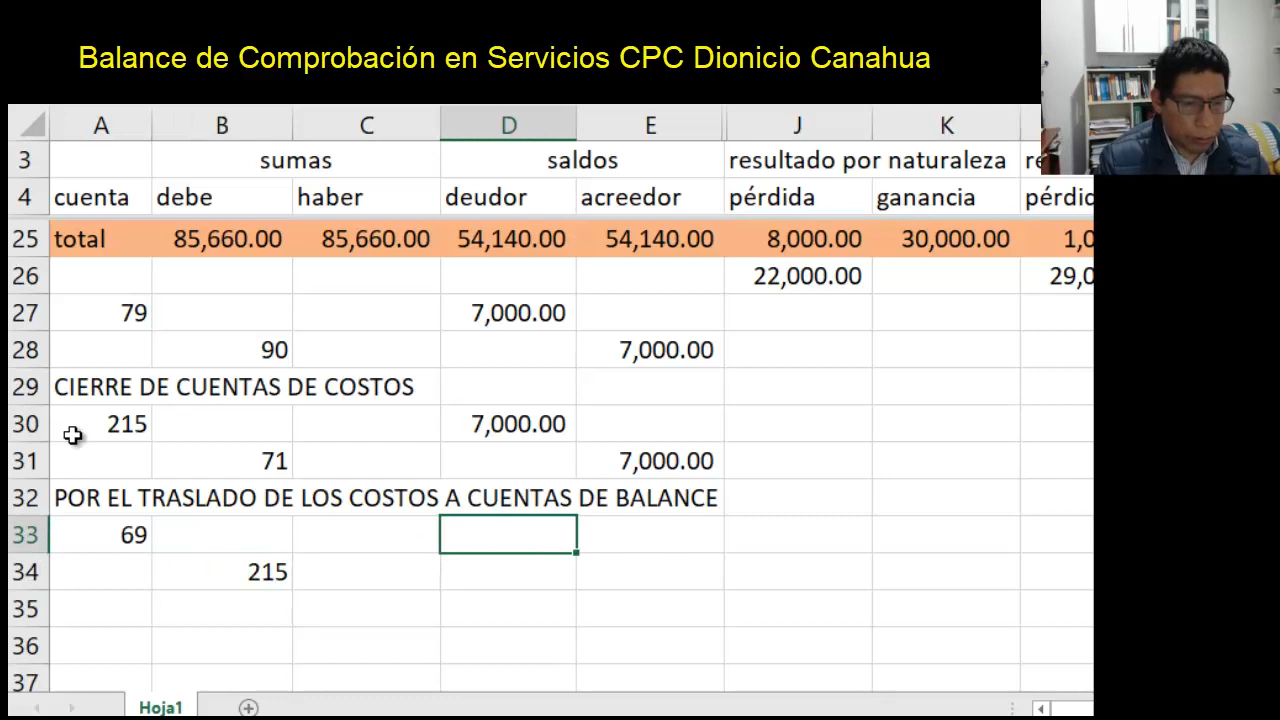 Balance de Comprobación en Servicios CPC Dionicio Canahua
A B C D E J K
3 sumas saldos resultado por naturaleza
4 cuenta debe haber deudor acreedor pérdida ganancia
25 total 85,660.00 85,660.00 54,140.00 54,140.00 8,000.00 30,000.00
26 22,000.00
27 79 7,000.00
28 90 7,000.00
29 CIERRE DE CUENTAS DE COSTOS
30 215 7,000.00
31 71 7,000.00
32 POR EL TRASLADO DE LOS COSTOS A CUENTAS DE BALANCE
33 69
34 215
35
36
37
Hoja1